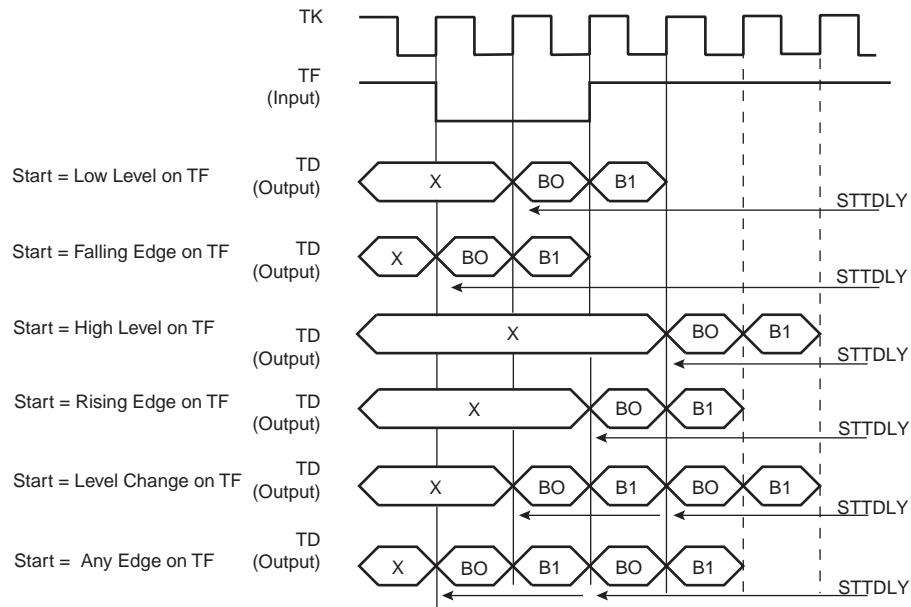 TK
TF
(Input)
Start = Low Level on TF
TD
(Output)
X
BO
B1
STTDLY
Start = Falling Edge on TF
TD
(Output)
X
BO
B1
STTDLY
Start = High Level on TF
TD
(Output)
X
BO
B1
STTDLY
Start = Rising Edge on TF
TD
(Output)
X
BO
B1
STTDLY
Start = Level Change on TF
TD
(Output)
X
BO
B1
BO
B1
STTDLY
Start = Any Edge on TF
TD
(Output)
X
BO
B1
BO
B1
STTDLY